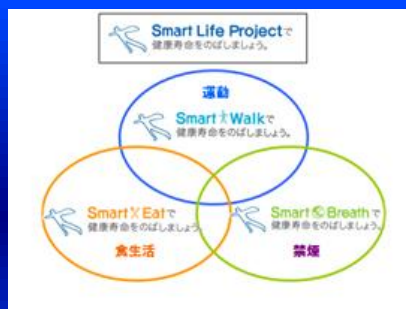 Smart Life Projectで
健康寿命をのばしましょう。
運動
Smart Walkで
健康寿命をのばしましょう。
Smart Eatで
健康寿命をのばしましょう。
食生活
Smart Breathで
健康寿命をのばしましょう。
禁煙